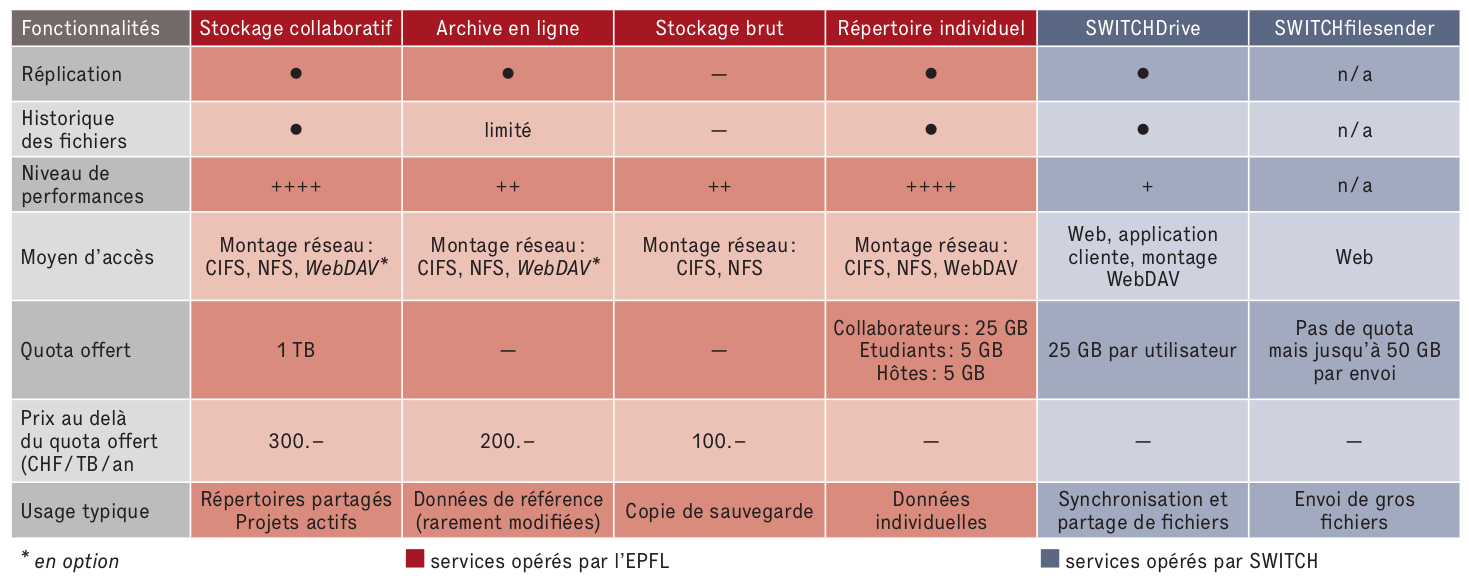 Fonctionnalités Stockage collaboratif Archive en ligne Stockage brut Répertoire individuel SWITCHDrive SWITCHfilesender
Réplication ● ● — ● ● n/a
Historique
des fichiers ● limité — ● ● n/a
Niveau de
performances ++++ ++ ++ ++++ + n/a
Moyen d'accès
Montage réseau :
CIFS, NFS, WebDAV*
Montage réseau :
CIFS, NFS, WebDAV*
Montage réseau :
CIFS, NFS
Montage réseau :
CIFS, NFS, WebDAV
Web, application
cliente, montage
WebDAV
Web
Quota offert
1 TB
—
—
Collaborateurs : 25 GB
Etudiants : 5 GB
Hôtes : 5 GB
25 GB par utilisateur
Pas de quota
mais jusqu'à 50 GB
par envoi
Prix au delà
du quota offert
(CHF/TB/an
300.–
200.–
100.–
—
—
—
Usage typique
Répertoires partagés
Projets actifs
Données de référence
(rarement modifiées)
Copie de sauvegarde
Données
individuelles
Synchronisation et
partage de fichiers
Envoi de gros
fichiers
* en option
services opérés par l'EPFL
services opérés par SWITCH